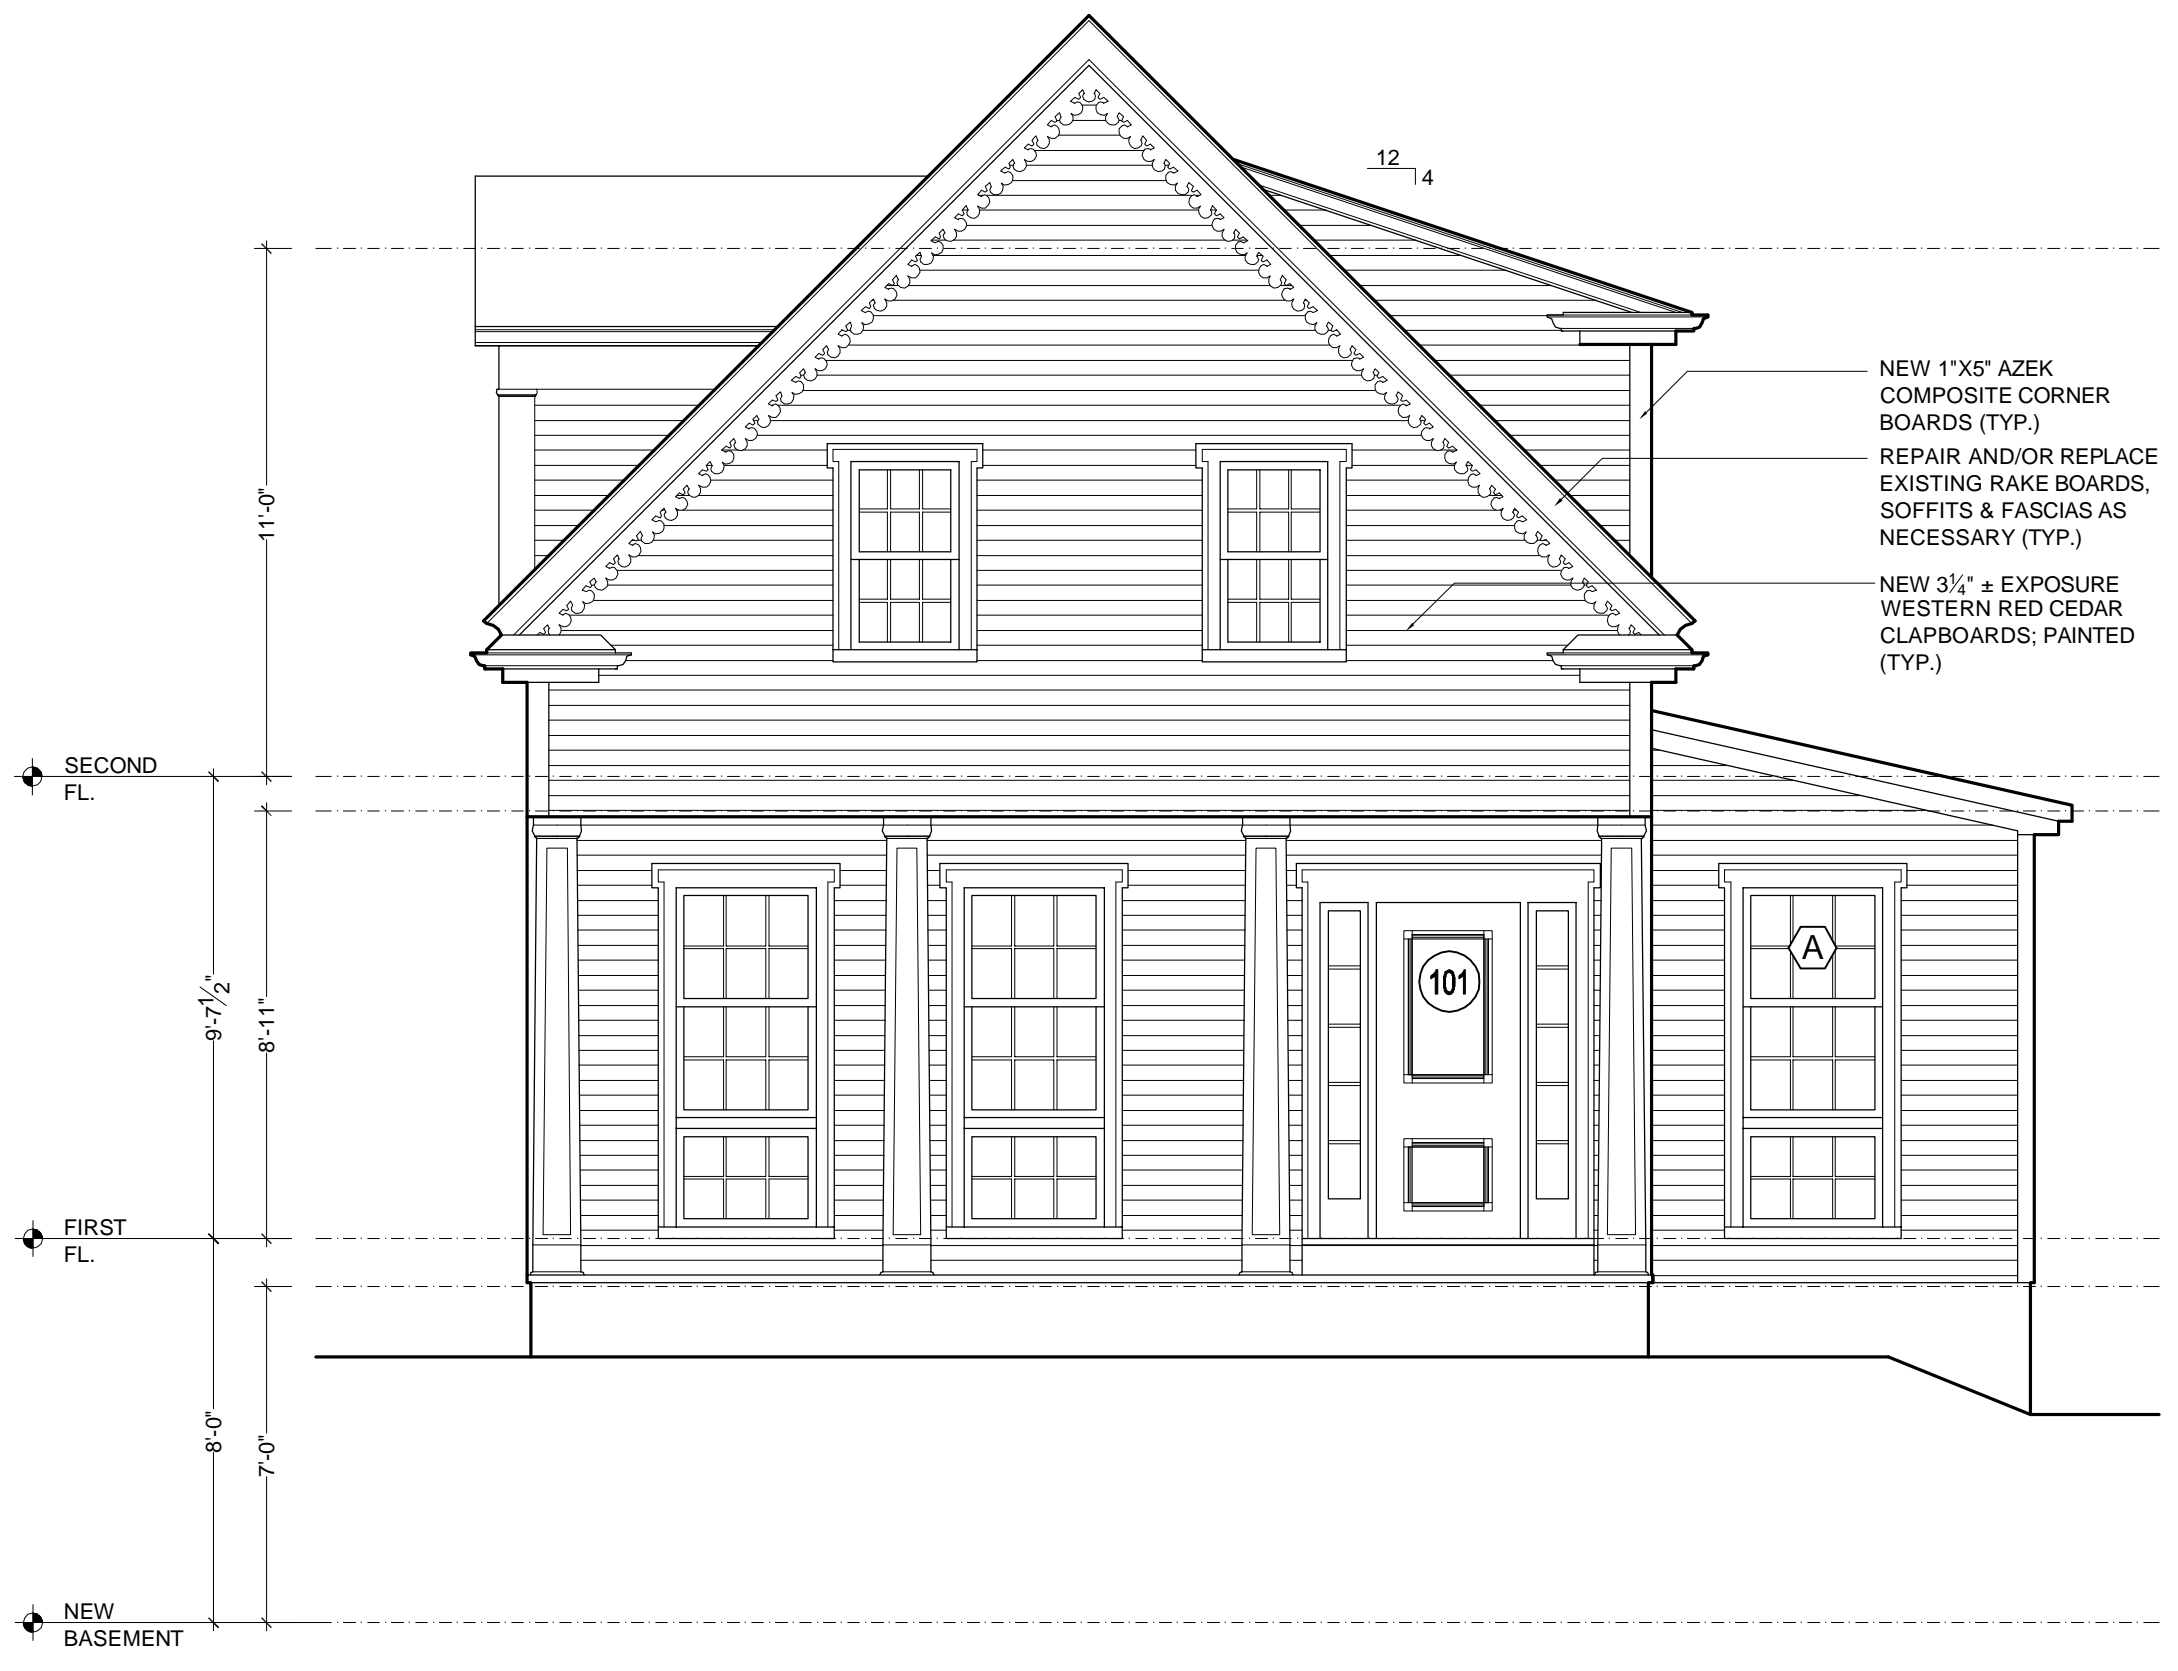 12
4
NEW 1"X5" AZEK
COMPOSITE CORNER
BOARDS (TYP.)
REPAIR AND/OR REPLACE
EXISTING RAKE BOARDS,
SOFFITS & FASCIAS AS
NECESSARY (TYP.)
11'-0"
NEW 3¼" ± EXPOSURE
WESTERN RED CEDAR
CLAPBOARDS; PAINTED
(TYP.)
SECOND
FL.
A
101
9'-7½"
8'-11"
FIRST
FL.
8'-0"
7'-0"
NEW
BASEMENT